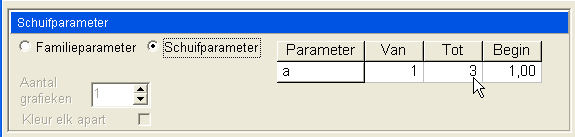 Schuifparameter
Familieparameter Schuifparameter
Parameter Van Tot Begin
a 1 3 1,00
Aantal
grafieken 1
Kleur elk apart